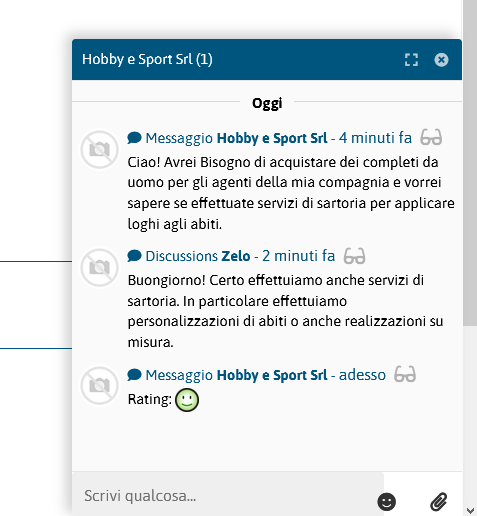 Hobby e Sport Srl (1)
Oggi
Messaggio Hobby e Sport Srl - 4 minuti fa
Ciao! Avrei Bisogno di acquistare dei completi da
uomo per gli agenti della mia compagnia e vorrei
sapere se effettuate servizi di sartoria per applicare
loghi agli abiti.
Discussions Zelo - 2 minuti fa
Buongiorno! Certo effettuiamo anche servizi di
sartoria. In particolare effettuiamo
personalizzazioni di abiti o anche realizzazioni su
misura.
Messaggio Hobby e Sport Srl - adesso
Rating:
Scrivi qualcosa...